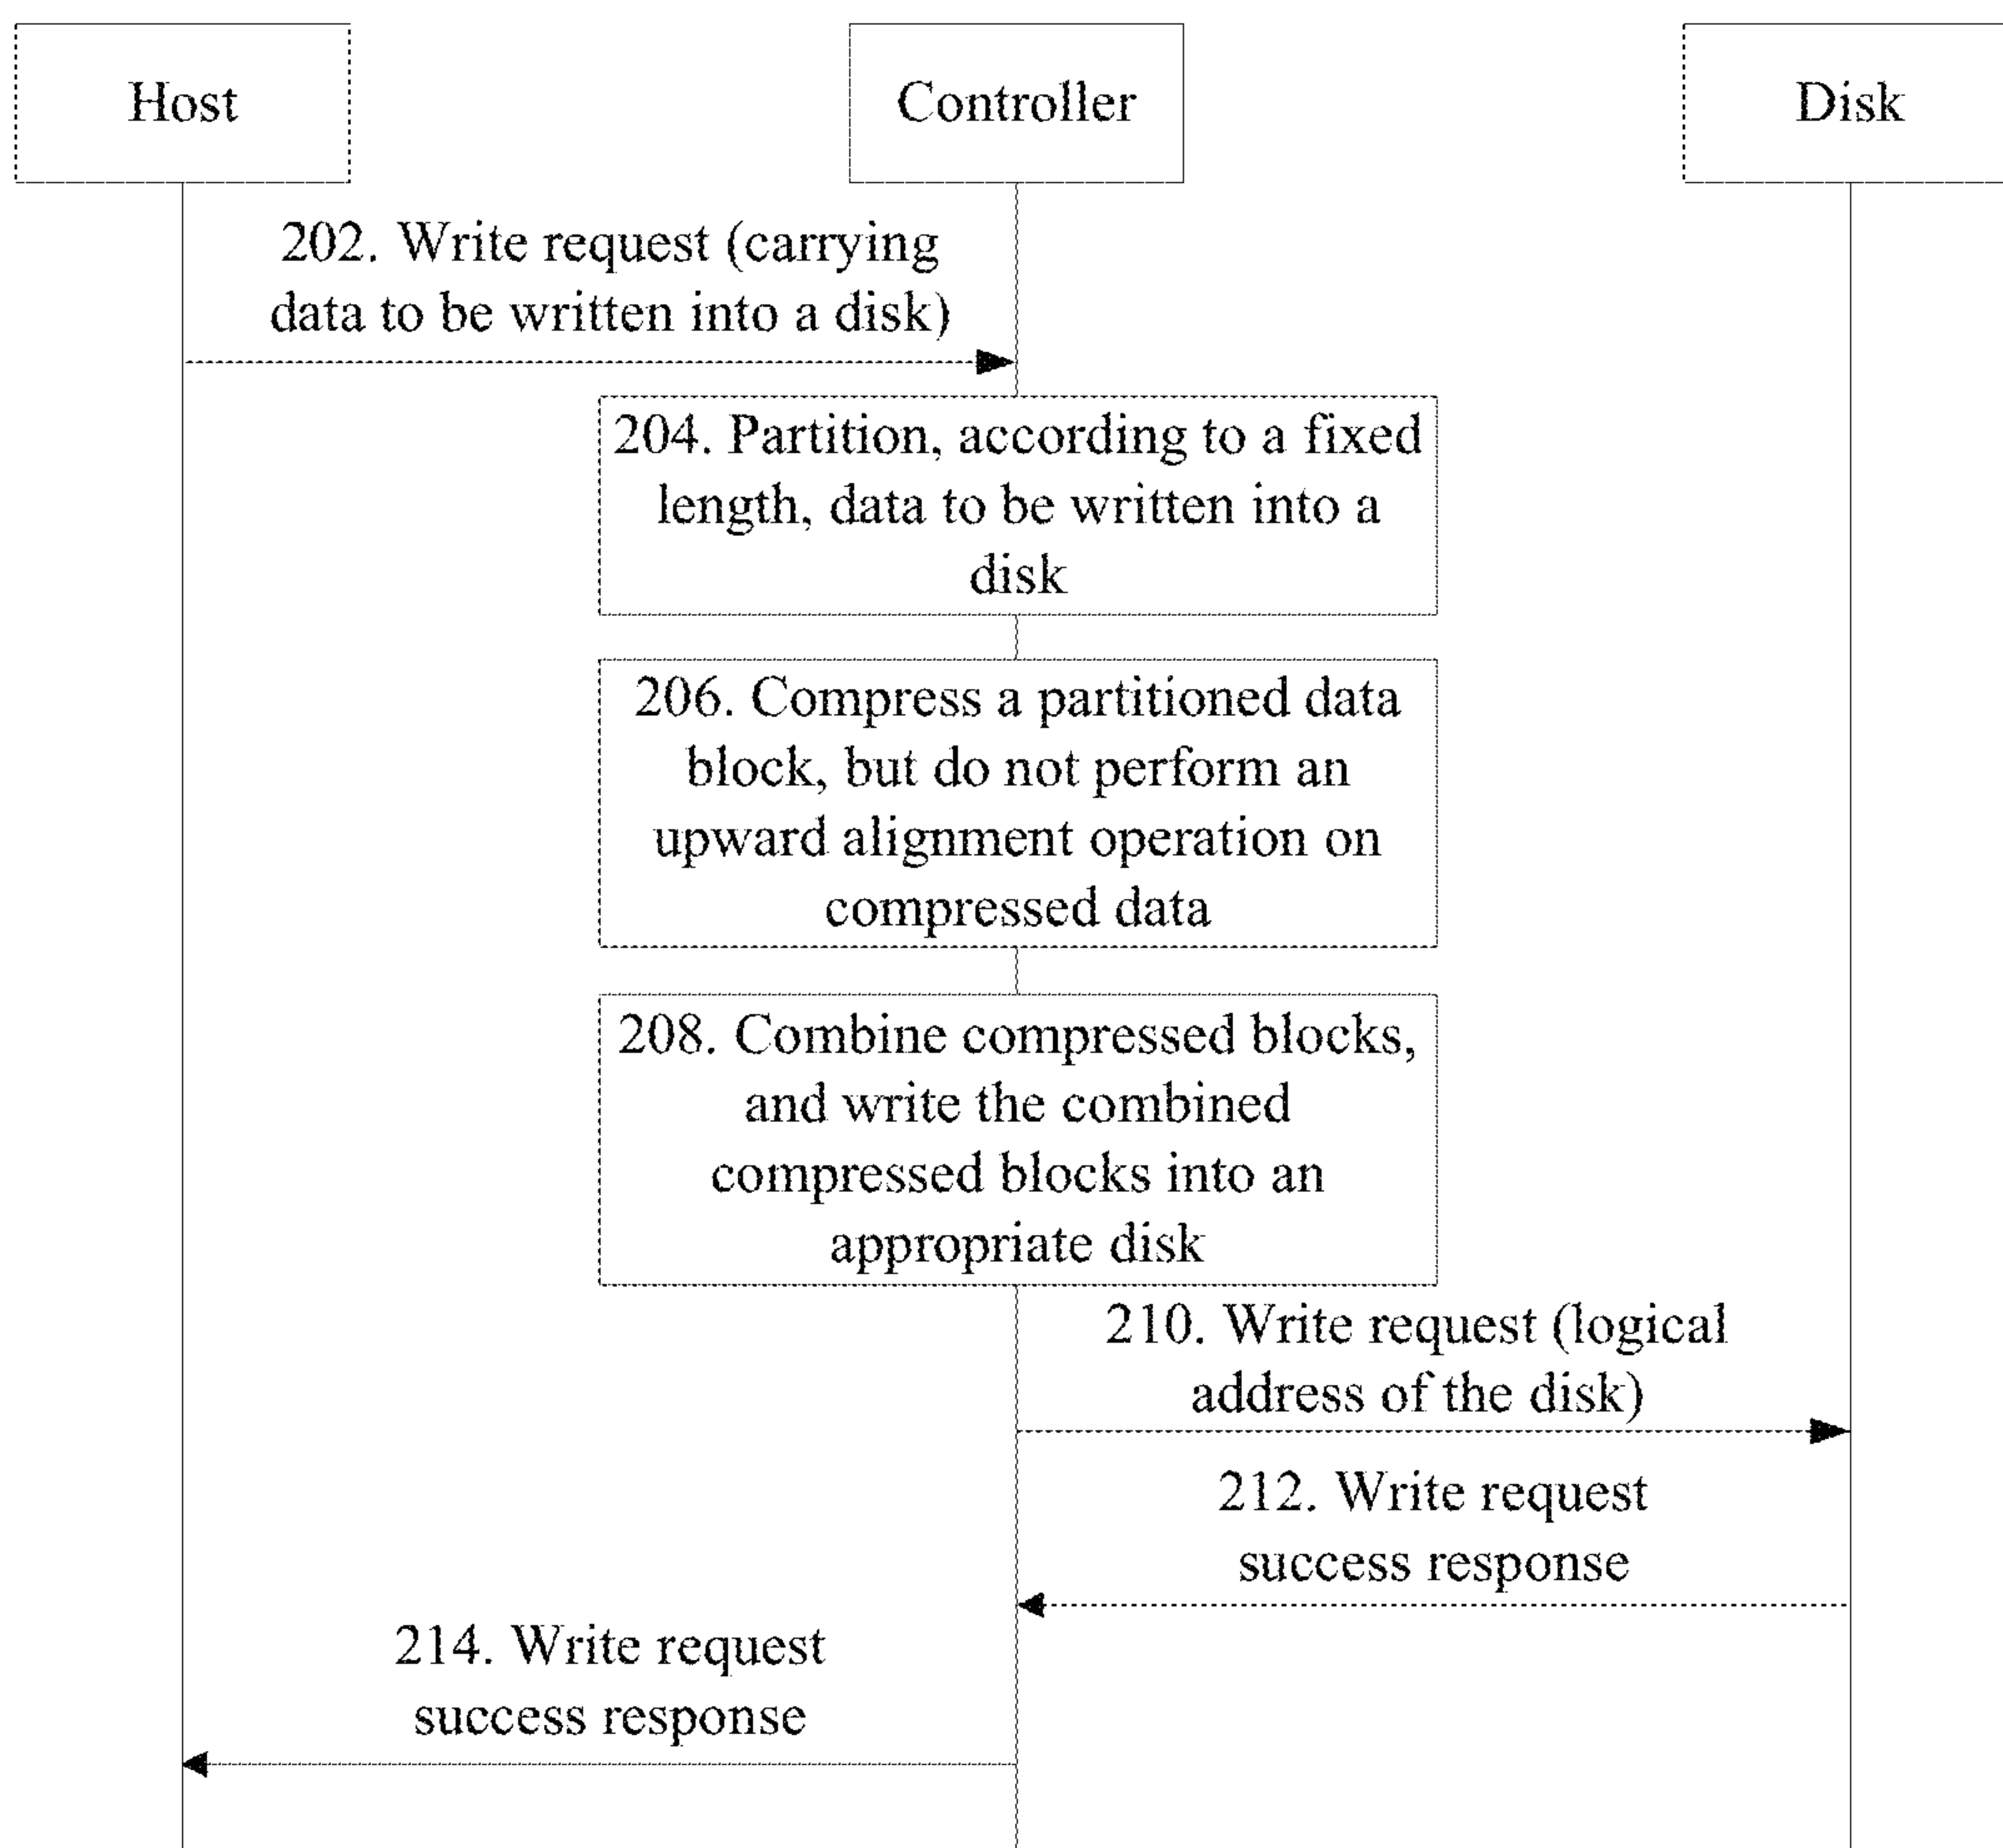 Host
Controller
Disk
202. Write request (carrying
data to be written into a disk)
204. Partition, according to a fixed
length, data to be written into a
disk
206. Compress a partitioned data
block, but do not perform an
upward alignment operation on
compressed data
208. Combine compressed blocks,
and write the combined
compressed blocks into an
appropriate disk
210. Write request (logical
address of the disk)
212. Write request
success response
214. Write request
success response